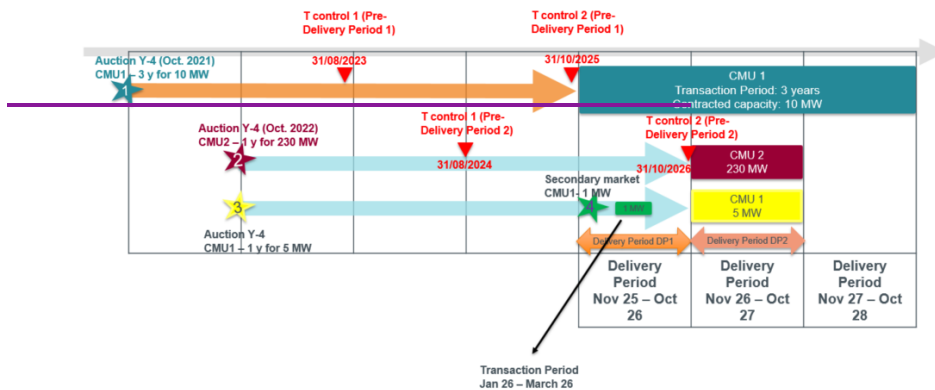 T control 1 (Pre-
Delivery Period 1)
T control 2 (Pre-
Delivery Period 1)
Auction Y-4 (Oct. 2021)
CMU1 – 3 y for 10 MW
31/08/2023
31/10/2025
1
CMU 1
Transaction Period: 3 years
Contracted capacity: 10 MW
Auction Y-4 (Oct. 2022)
CMU2 – 1 y for 230 MW
T control 1 (Pre-
Delivery Period 2)
T control 2 (Pre-
Delivery Period 2)
2
31/08/2024
31/10/2026
CMU 2
230 MW
Secondary market
CMU1- 1 MW
3
4
1 MW
CMU 1
5 MW
Auction Y-4
CMU1 – 1 y for 5 MW
Delivery Period DP1
Delivery Period DP2
Delivery
Period
Nov 25 – Oct
26
Delivery
Period
Nov 26 – Oct
27
Delivery
Period
Nov 27 – Oct
28
Transaction Period
Jan 26 – March 26